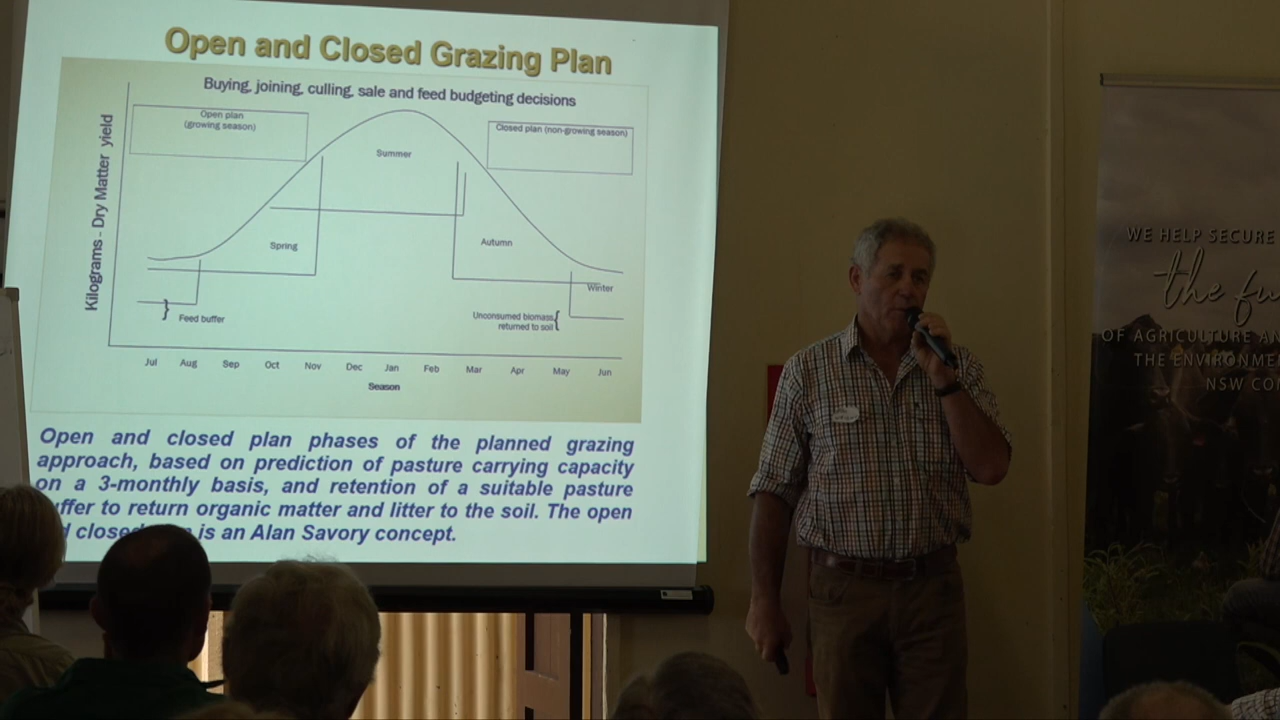 Open and Closed Grazing Plan
Buying, joining, culling, sale and feed budgeting decisions
Open plan
(growing season)
Closed plan (non-growing season)
Kilograms - Dry Matter yield
Summer
Spring
Autumn
Winter
Feed buffer
Unconsumed biomass
returned to soil
Jul Aug Sep Oct Nov Dec Jan Feb Mar Apr May Jun
Season
Open and closed plan phases of the planned grazing
approach, based on prediction of pasture carrying capacity
on a 3-monthly basis, and retention of a suitable pasture
uffer to return organic matter and litter to the soil. The open
closed is an Alan Savory concept.
WE HELP SECURE
the fu
OF AGRICULTURE AN
THE ENVIRONME
NSW CO